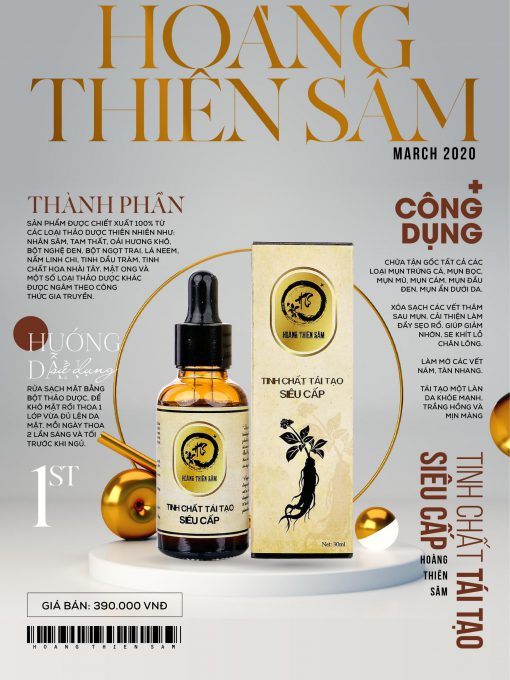 HOÀNG
THIÊN SÂM
MARCH 2020
THÀNH PHẦN
SẢN PHẨM ĐƯỢC CHIẾT XUẤT 100% TỪ
CÁC LOẠI THẢO DƯỢC THIÊN NHIÊN NHƯ:
NHÂN SÂM, TAM THẤT, OẢI HƯƠNG KHÔ,
BỘT NGHỆ ĐEN, BỘT NGỌT TRAI, LÁ NEEM,
NẤM LINH CHI, TINH DẦU TRÀM, TINH
CHẤT HOA NHÀI TÂY. MẬT ONG VÀ
MỘT SỐ LOẠI THẢO DƯỢC KHÁC
ĐƯỢC NGÂM THEO CÔNG
THỨC GIA TRUYỀN.
+
CÔNG
DỤNG
CHỮA TẬN GỐC TẤT CẢ CÁC
LOẠI MỤN TRỨNG CÁ, MỤN BỌC,
MỤN MỦ, MỤN CÁM, MỤN ĐẦU
ĐEN. MỤN ẨN DƯỚI DA.
XÓA SẠCH CÁC VẾT THÂM
SAU MỤN. CẢI THIỆN LÀM
ĐẦY SẸO RỖ. GIÚP GIẢM
NHỜN, SE KHÍT LỖ
CHÂN LÔNG.
LÀM MỜ CÁC VẾT
NÁM, TÀN NHANG.
TÁI TẠO MỘT LÀN
DA KHỎE MẠNH.
TRẮNG HỒNG VÀ
MỊN MÀNG
HƯỚNG
DẪN sử dụng
RỬA SẠCH MẶT BẰNG
BỘT THẢO DƯỢC. ĐỂ
KHÔ MẶT RỒI THOA 1
LỚP VỪA ĐỦ LÊN DA
MẶT. MỖI NGÀY THOA
2 LẦN SÁNG VÀ TỐI
TRƯỚC KHI NGỦ.
1ST
HOÀNG THIÊN SÂM
TINH CHẤT TÁI TẠO
SIÊU CẤP
HOÀNG THIÊN SÂM
TINH CHẤT TÁI TẠO
SIÊU CẤP
Net: 30ml
TINH CHẤT TÁI TẠO
SIÊU CẤP
HOÀNG
THIÊN
SÂM
GIÁ BÁN: 390.000 VNĐ
HOANG THIEN SAM